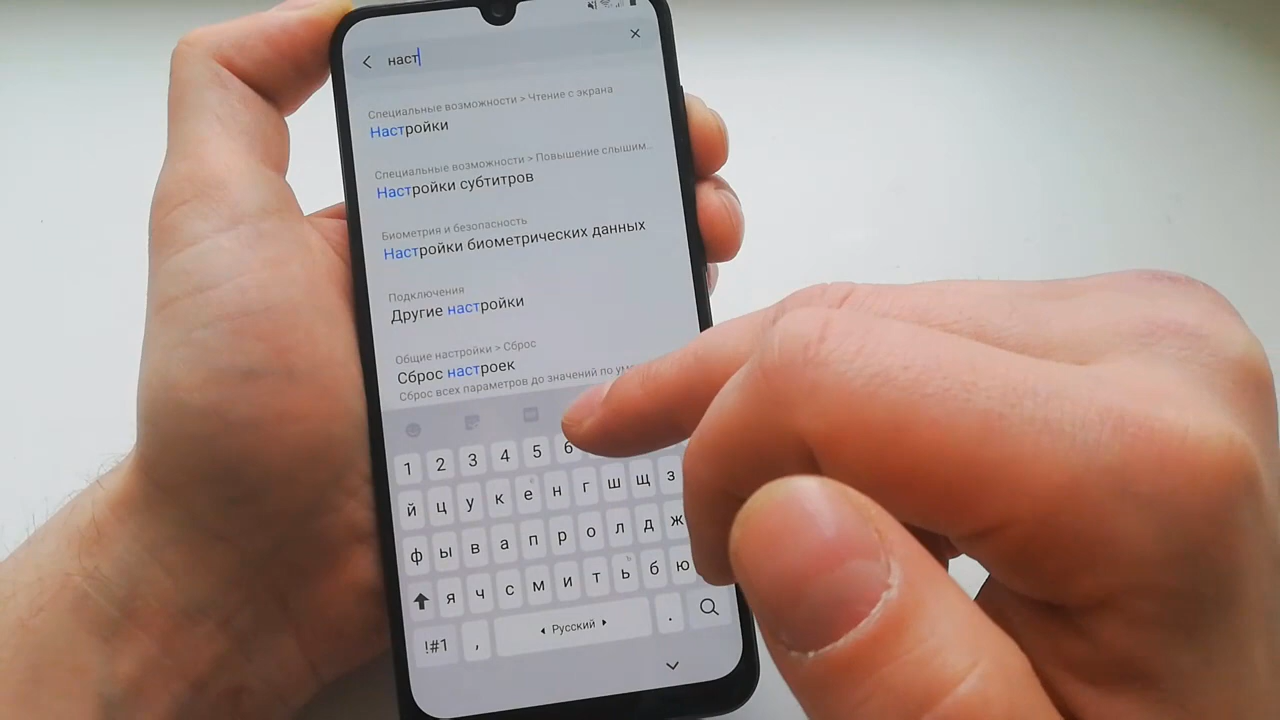 наст
Специальные возможности > Чтение с экрана
Настройки
Специальные возможности > Повышение слышим...
Настройки субтитров
Биометрия и безопасность
Настройки биометрических данных
Подключения
Другие настройки
Общие настройки > Сброс
Сброс настроек
Сброс всех параметров до значений по ум
1 2 3 4 5 6
й ц у к е н г ш щ з
ф ы в а п р о л д ж
я ч с м и т ь б ю
!#1 , Русский .